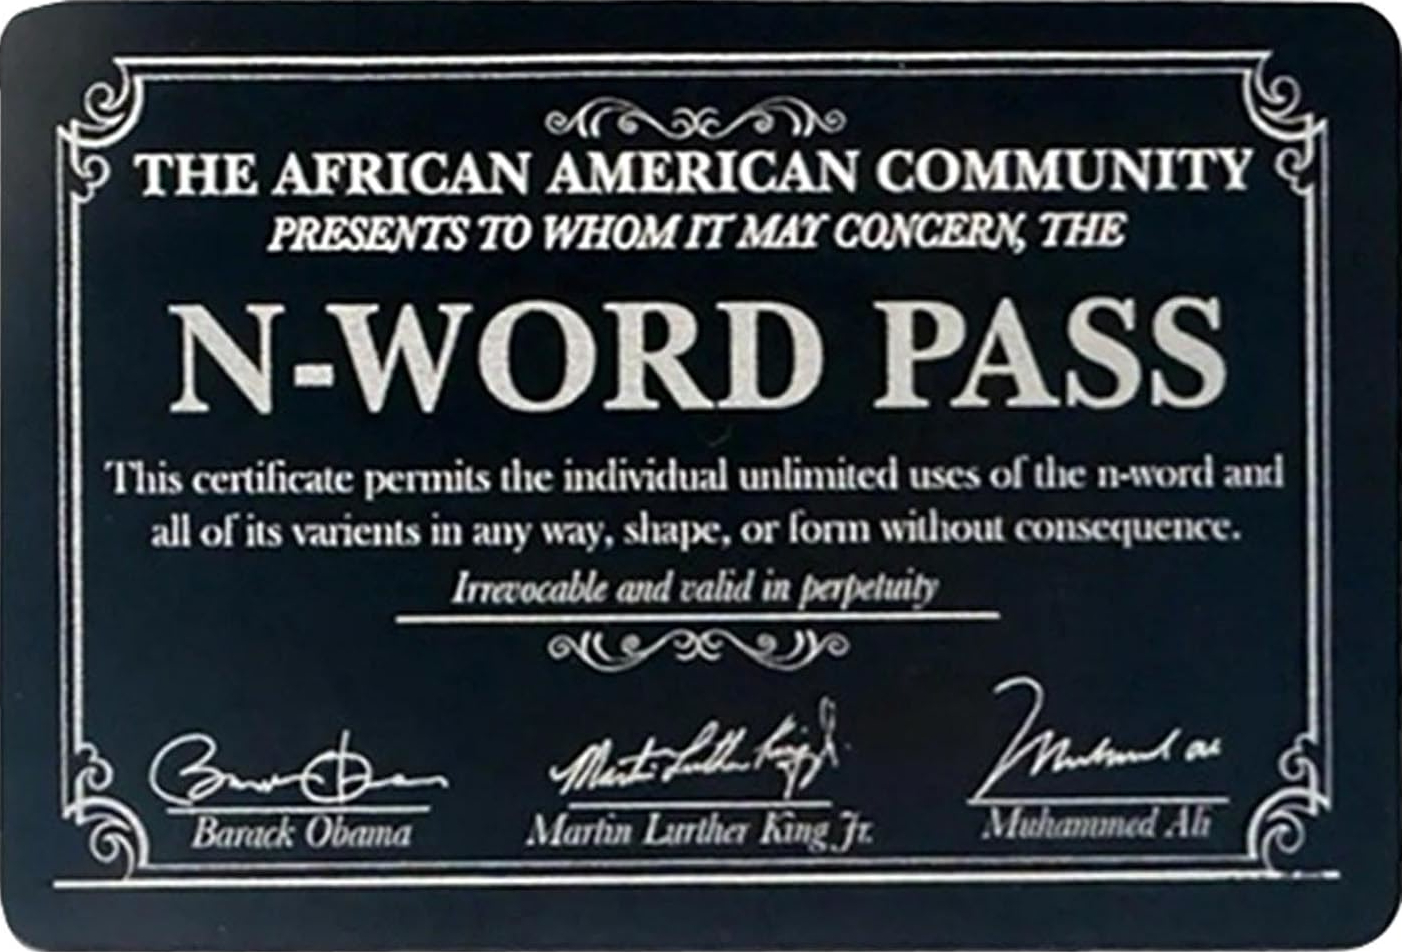 THE AFRICAN AMERICAN COMMUNITY
PRESENTS TO WHOM IT MAY CONCERN, THE
N-WORD PASS
This certificate permits the individual unlimited uses of the n-word and
all of its varients in any way, shape, or form without consequence.
Irrevocable and valid in perpetuity
Barack Obama Martin Lurther King Jr. Muhammed Ali